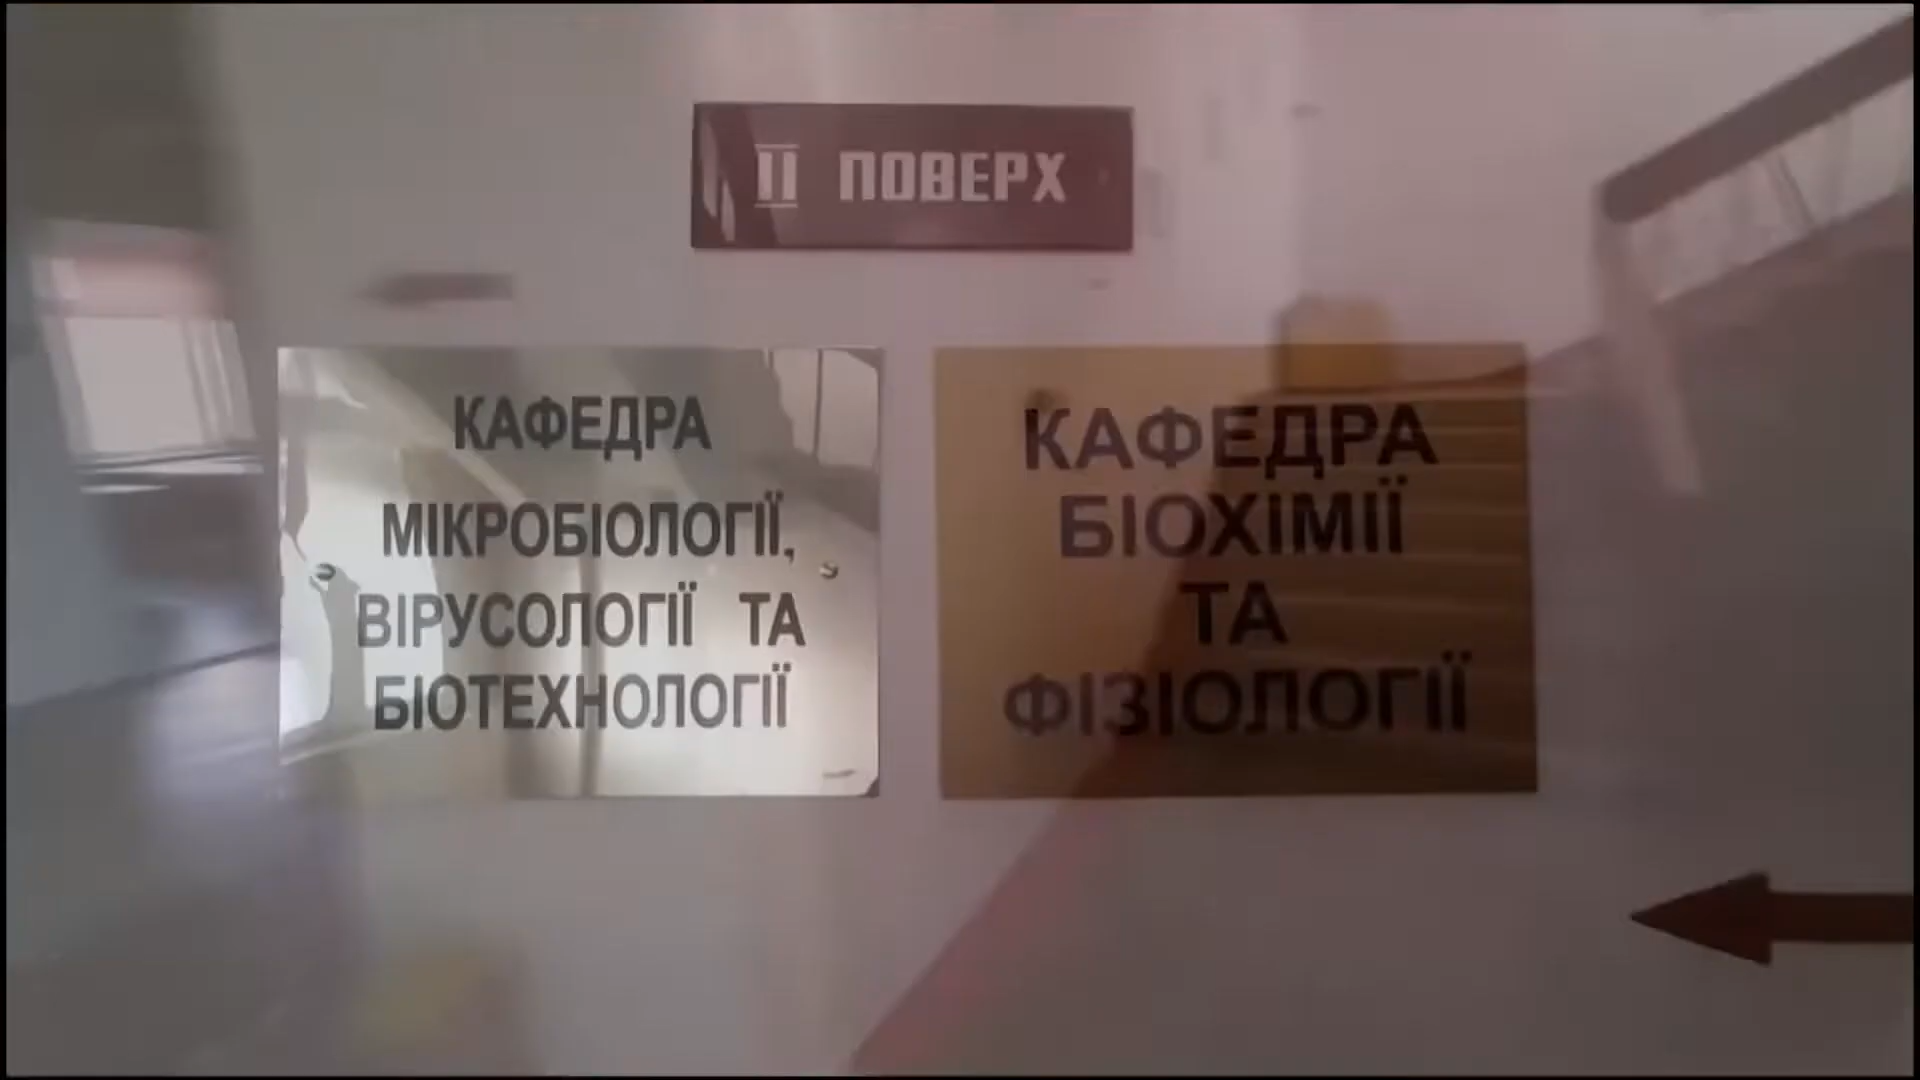 II ПОВЕРХ
КАФЕДРА
МІКРОБІОЛОГІЇ,
ВІРУСОЛОГІЇ ТА
БІОТЕХНОЛОГІЇ
КАФЕДРА
БІОХІМІЇ
ТА
ФІЗІОЛОГІЇ